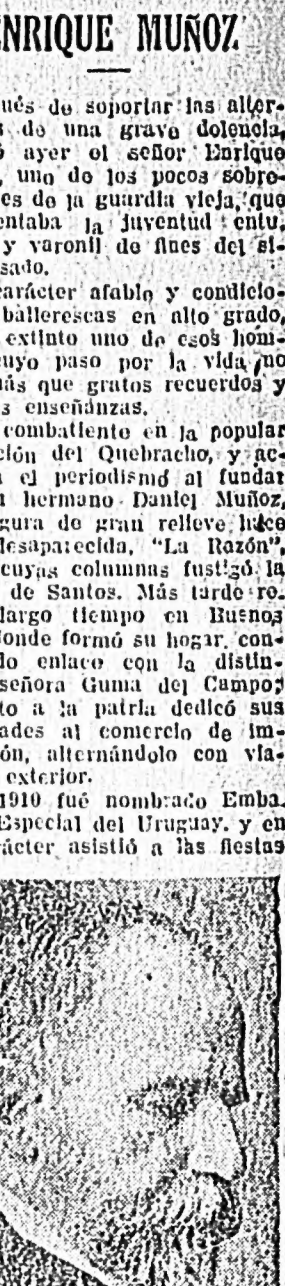 NRIQUE MUÑOZ
ués de soportar las alter-
s de una grave dolencia,
ó ayer el señor Enrique
, uno de los pocos sobre-
es de la guardia vieja, que
entaba la juventud entu.
y varonil de fines del si-
sado.
arácter afable y condicio-
ballerescas en alto grado,
extinto uno de esos hom-
uyo paso por la vida no
ás que gratos recuerdos y
s enseñanzas.
combatiente en la popular
ción del Quebracho, y ac-
a el periodismo al fundar
u hermano Daniel Muñoz,
gura de gran relieve hace
desaparecida, "La Razón",
cuyas columnas fustigó la
de Santos. Más tarde re.
largo tiempo en Buenos
donde formó su hogar, con-
do enlace con la distin-
señora Guma del Campo;
to a la patria dedicó sus
ades al comercio de im-
ón, alternándolo con via-
exterior.
1910 fué nombrado Emba.
Especial del Uruguay. y en
ácter asistió a las fiestas